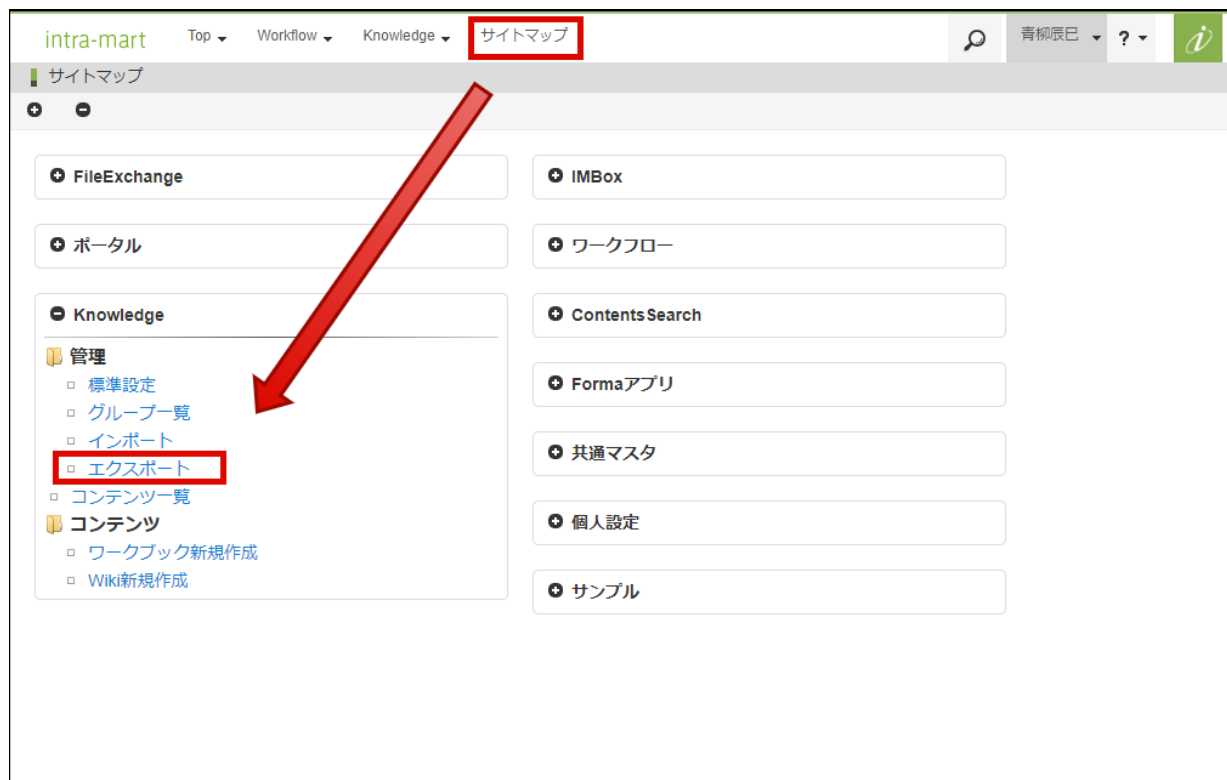 intra-mart Top Workflow Knowledge サイトマップ 青柳辰巳 ?
サイトマップ
FileExchange
ポータル
Knowledge
管理
標準設定
グループ一覧
インポート
エクスポート
コンテンツ一覧
コンテンツ
ワークブック新規作成
Wiki新規作成
IMBox
ワークフロー
ContentsSearch
Formaアプリ
共通マスタ
個人設定
サンプル